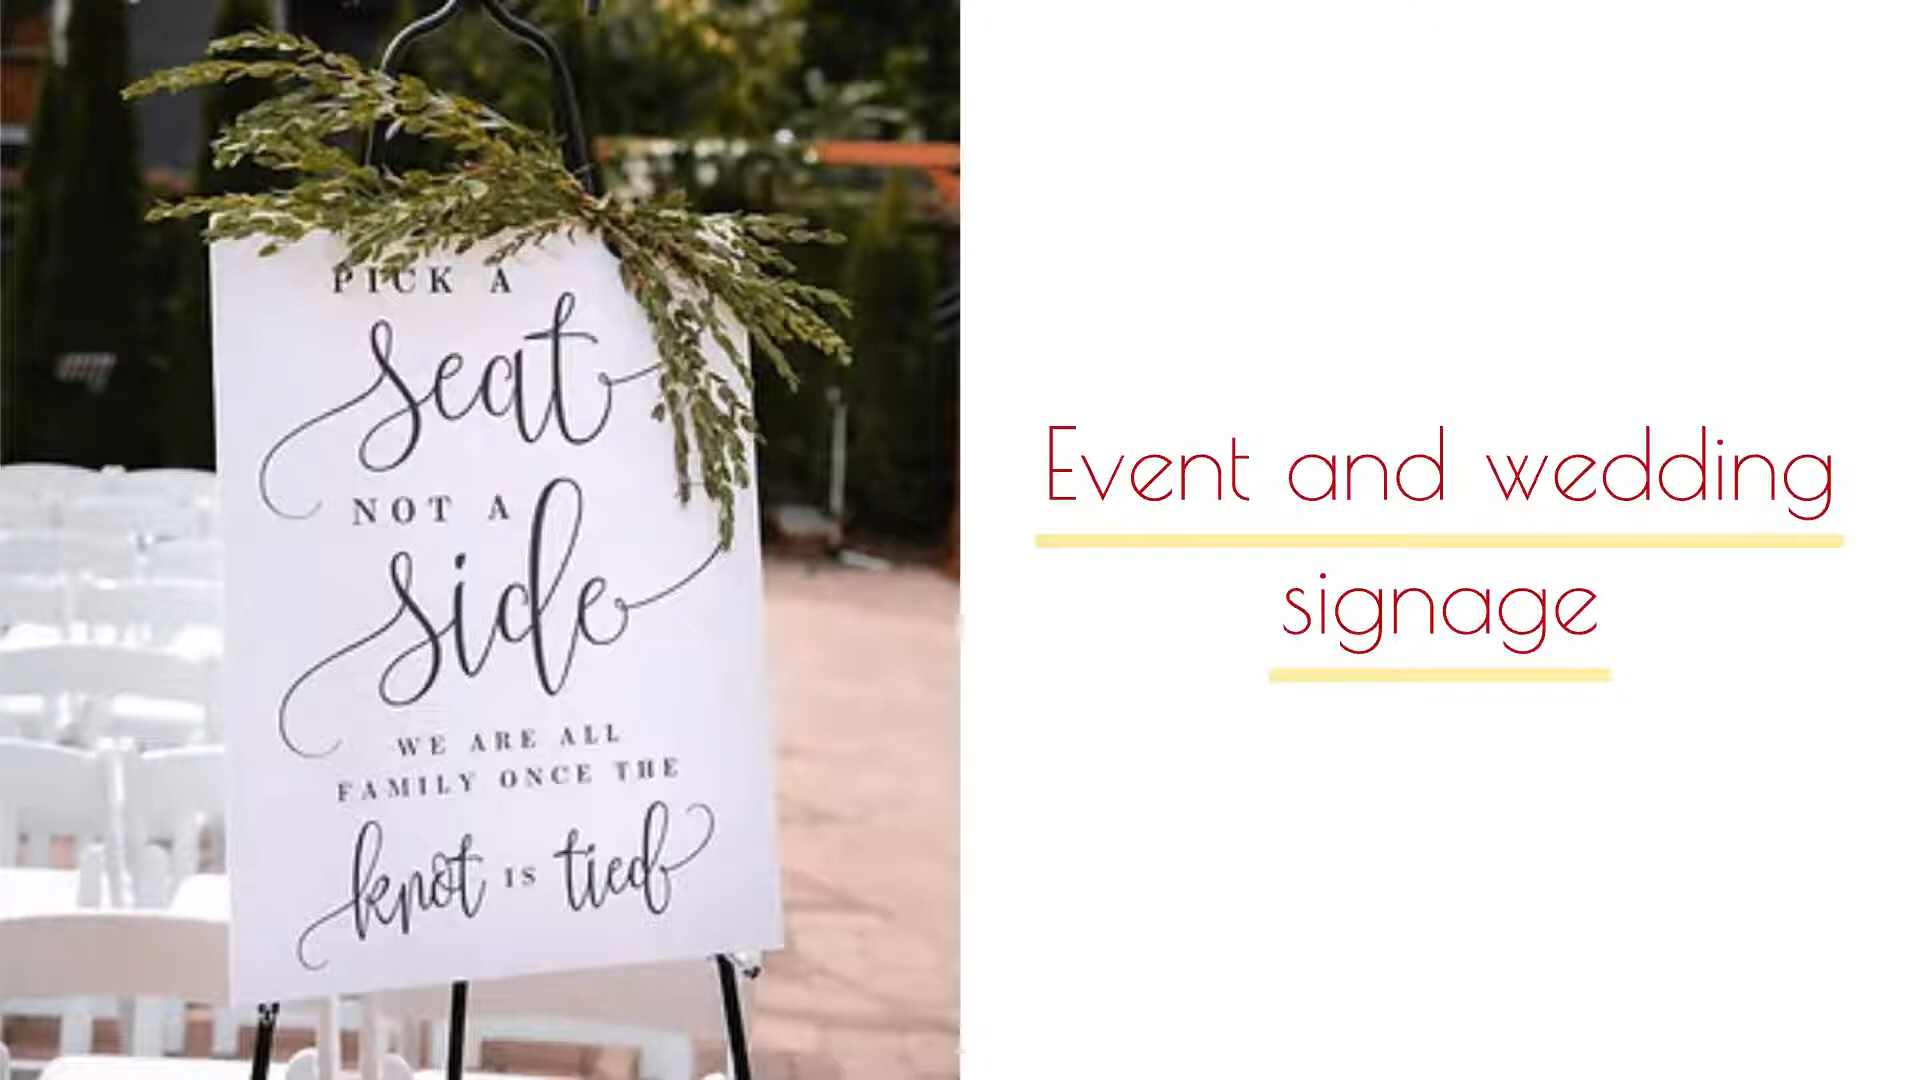 PICK A
seat
NOT A
side
WE ARE ALL
FAMILY ONCE THE
knot IS tied
Event and wedding
signage